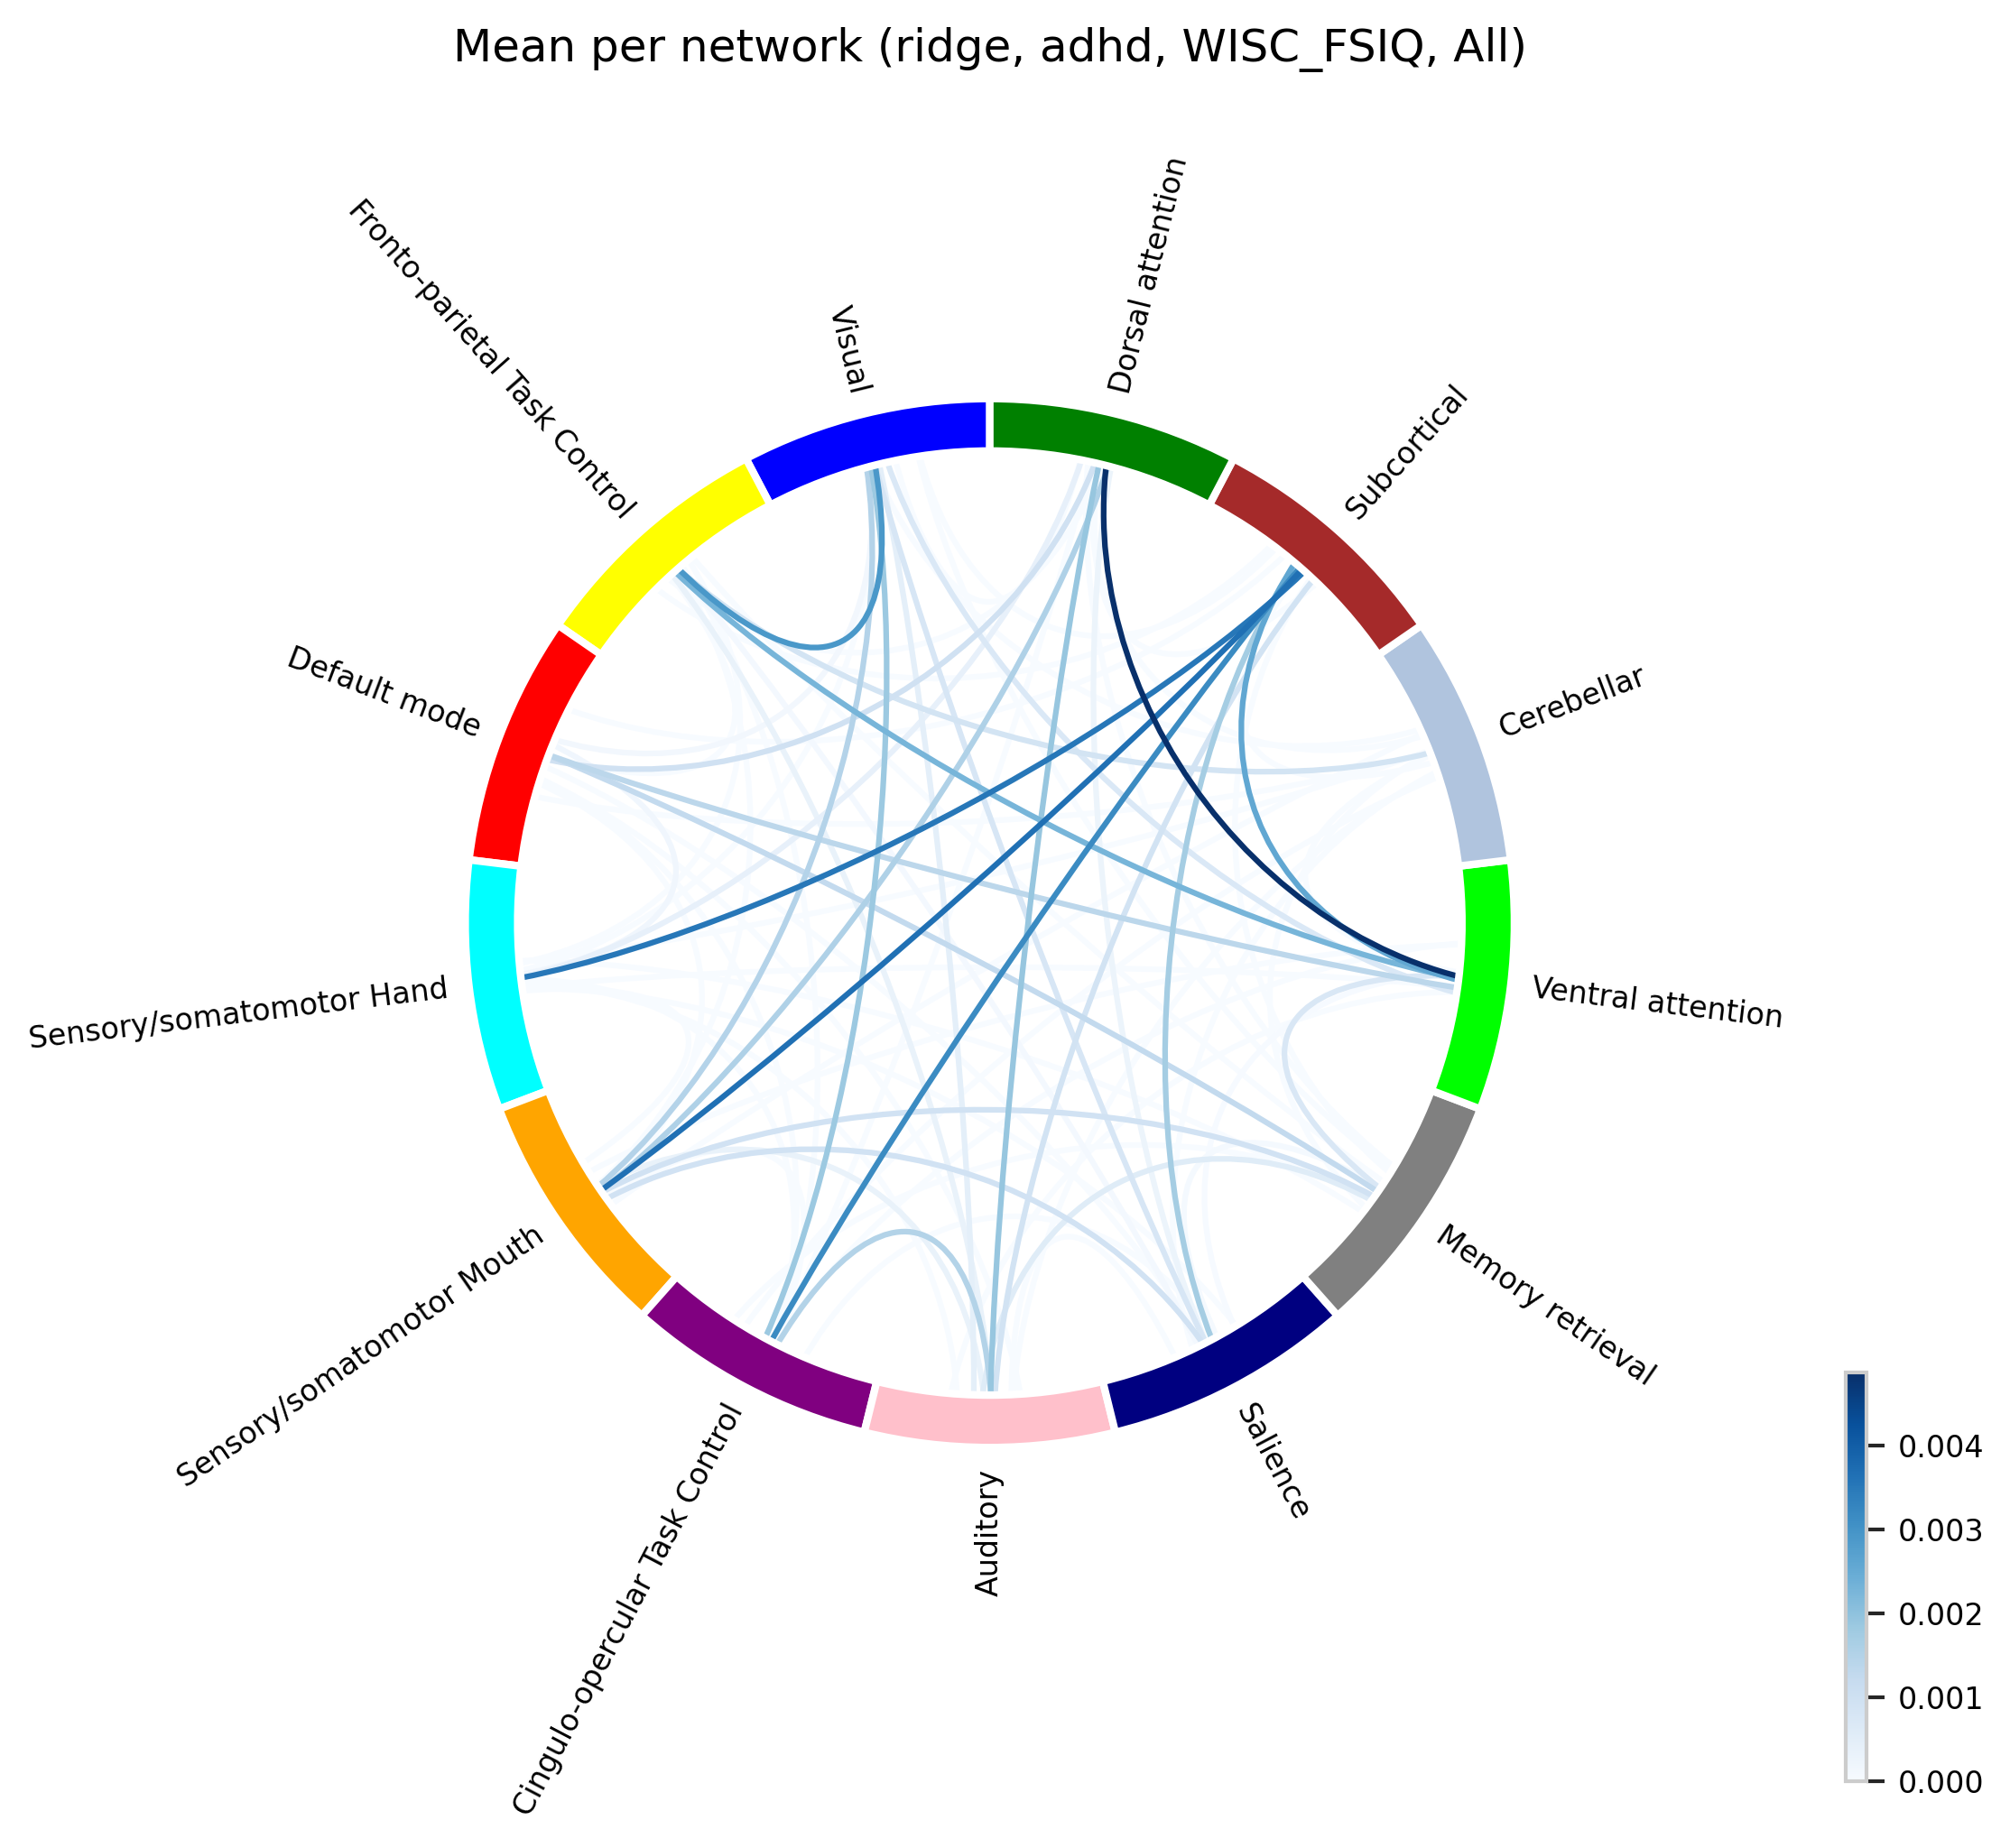 Mean per network (ridge, adhd, WISC_FSIQ, All)
Dorsal attention
Visual
Fronto-parietal Task Control
Subcortical
Default mode
Cerebellar
Sensory/somatomotor Hand
Ventral attention
Sensory/somatomotor Mouth
Memory retrieval
Cingulo-opercular Task Control
Auditory
Salience
0.004
0.003
0.002
0.001
0.000